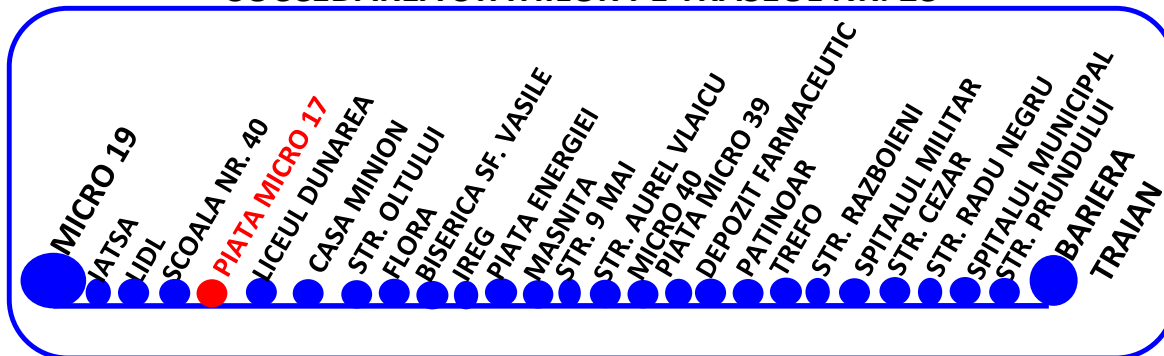 MICRO 19
IATSA
LIDL
SCOALA NR. 40
PIATA MICRO 17
LICEUL DUNAREA
CASA MINION
STR. OLTULUI
FLORA
BISERICA SF. VASILE
IREG
PIATA ENERGIEI
MASNITA
STR. 9 MAI
STR. AUREL VLAICU
MICRO 40
PIATA MICRO 39
DEPOZIT FARMACEUTIC
PATINOAR
TREFO
STR. RAZBOIENI
SPITALUL MILITAR
STR. CEZAR
STR. RADU NEGRU
SPITALUL MUNICIPAL
STR. PRUNDULUI
BARIERA
TRAIAN